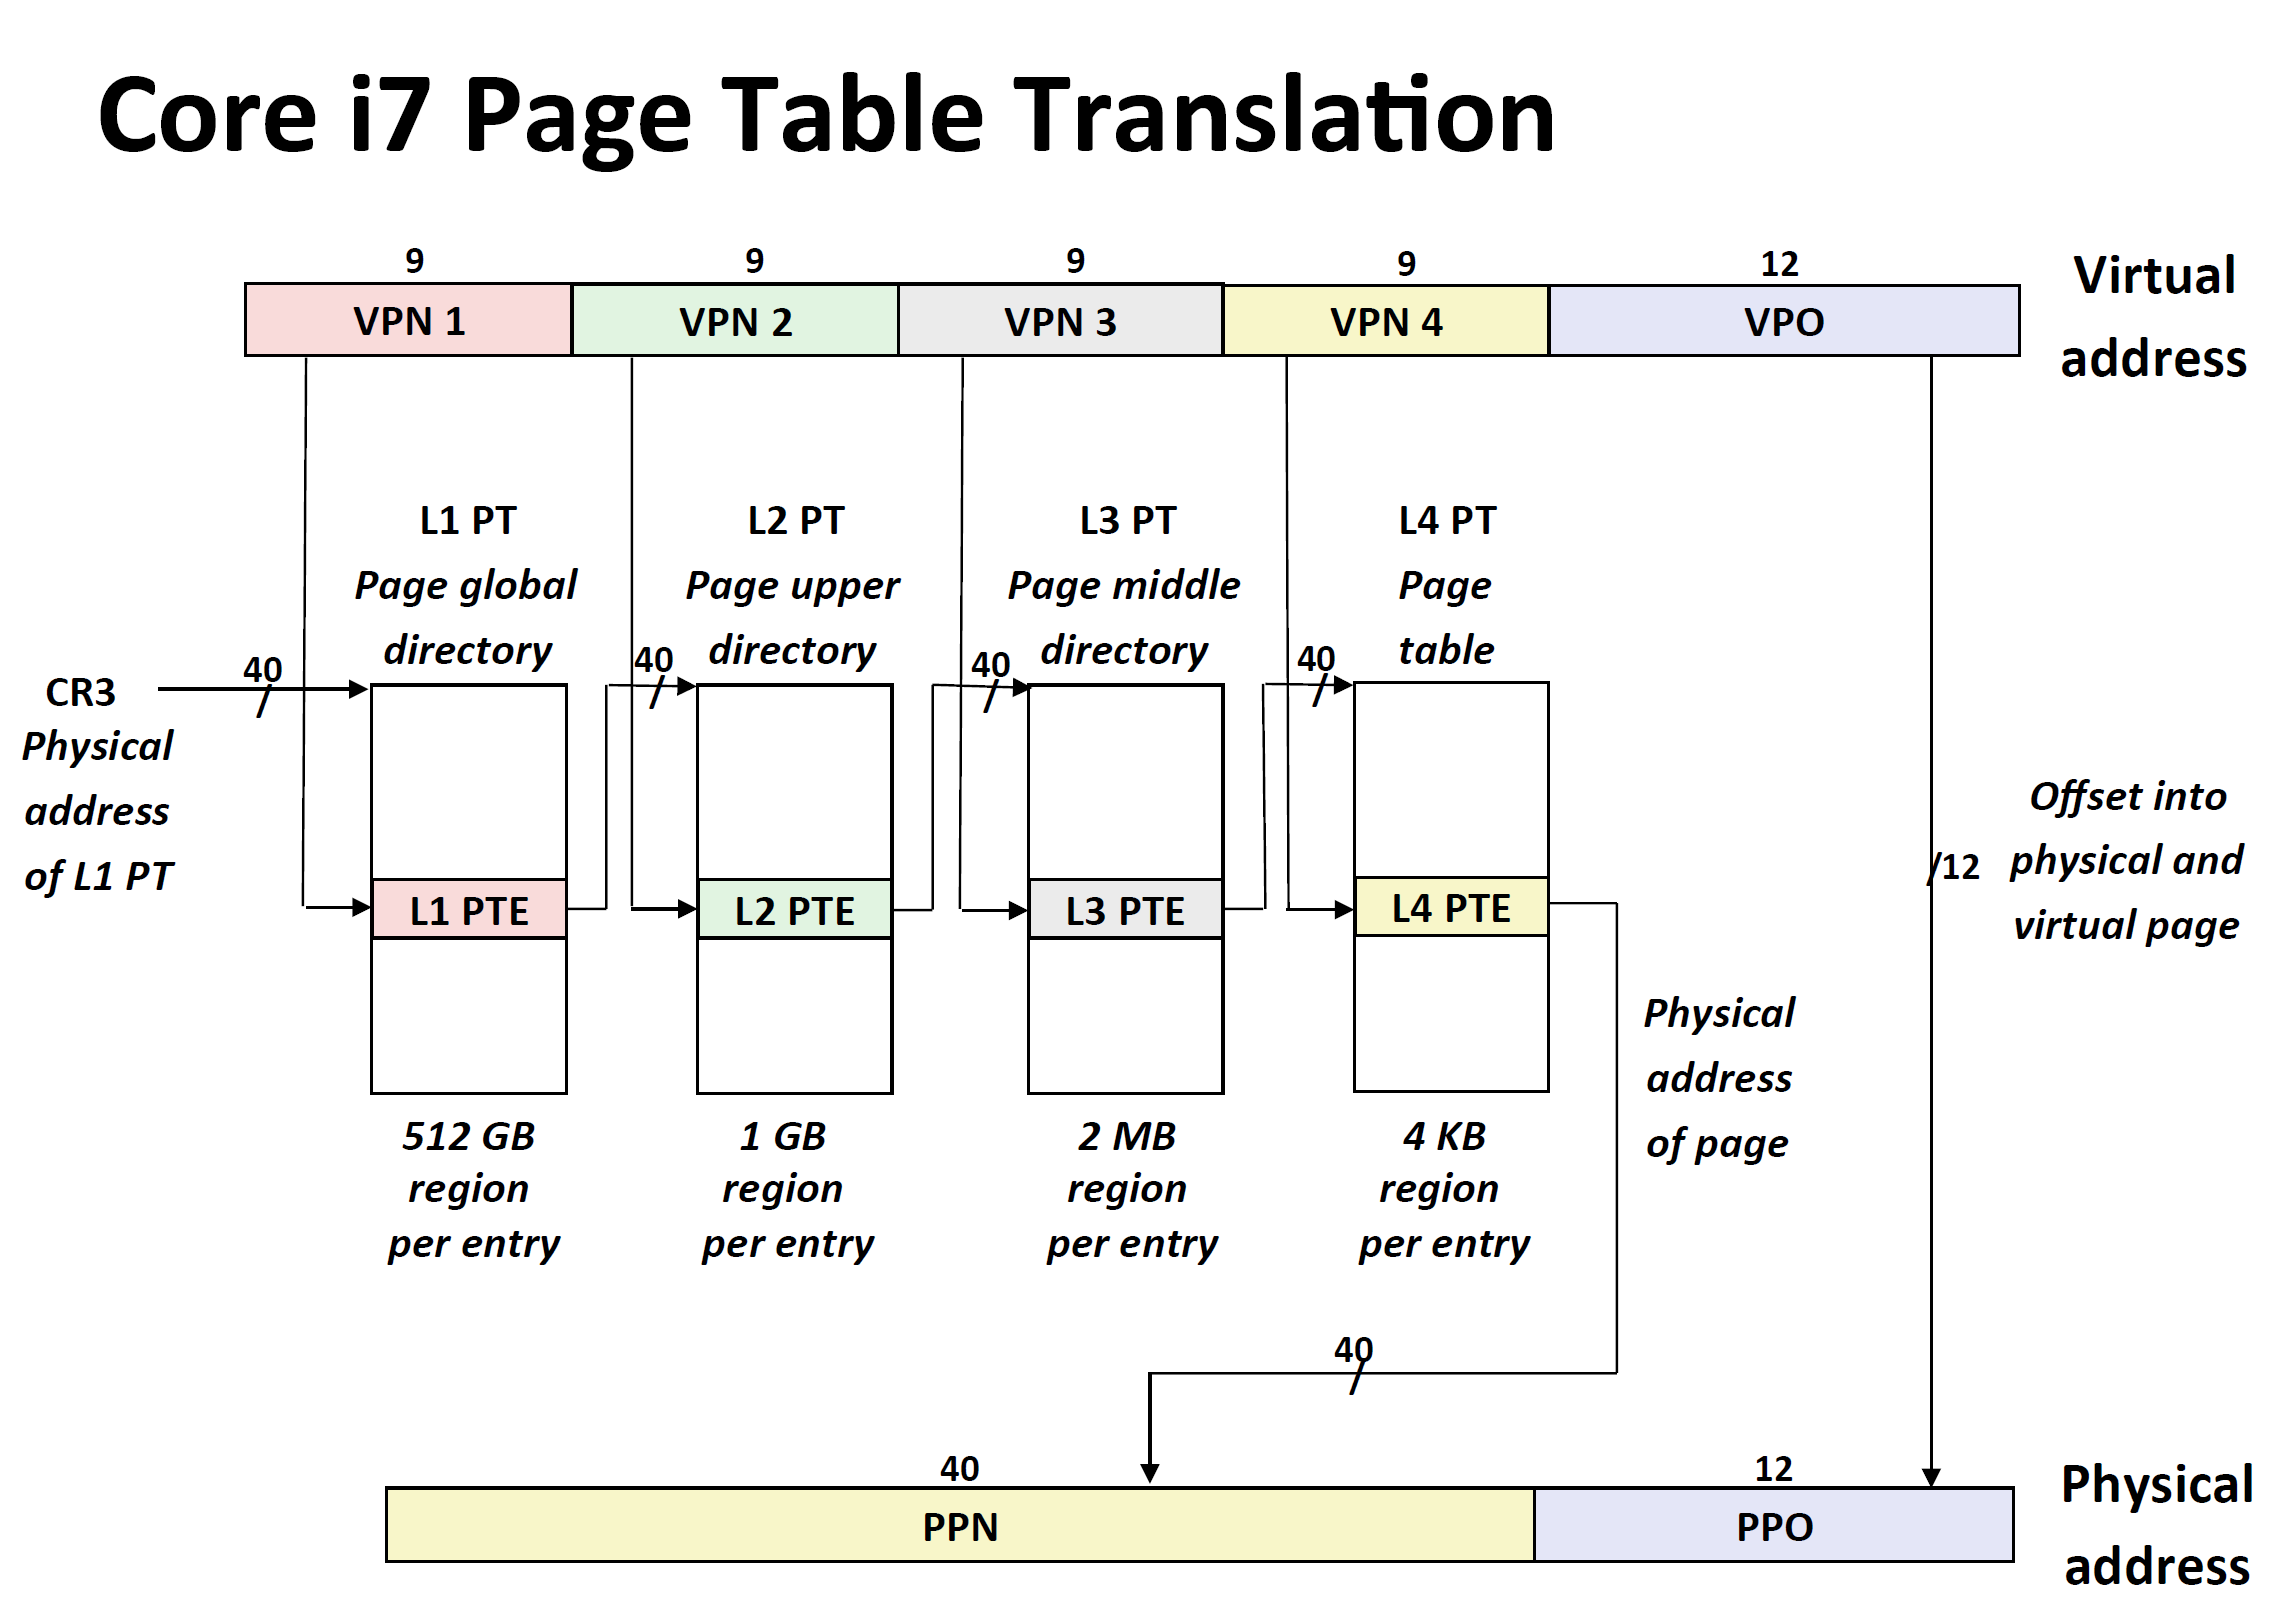 Core i7 Page Table Translation
9 9 9 9 12
VPN 1 VPN 2 VPN 3 VPN 4 VPO
Virtual
address
L1 PT
Page global
directory
L2 PT
Page upper
directory
L3 PT
Page middle
directory
L4 PT
Page
table
40 40 40 40
/ / / /
CR3
Physical
address
of L1 PT
L1 PTE L2 PTE L3 PTE L4 PTE
/12
Offset into
physical and
virtual page
512 GB
region
per entry
1 GB
region
per entry
2 MB
region
per entry
4 KB
region
per entry
Physical
address
of page
40
/
40 12
PPN PPO
Physical
address